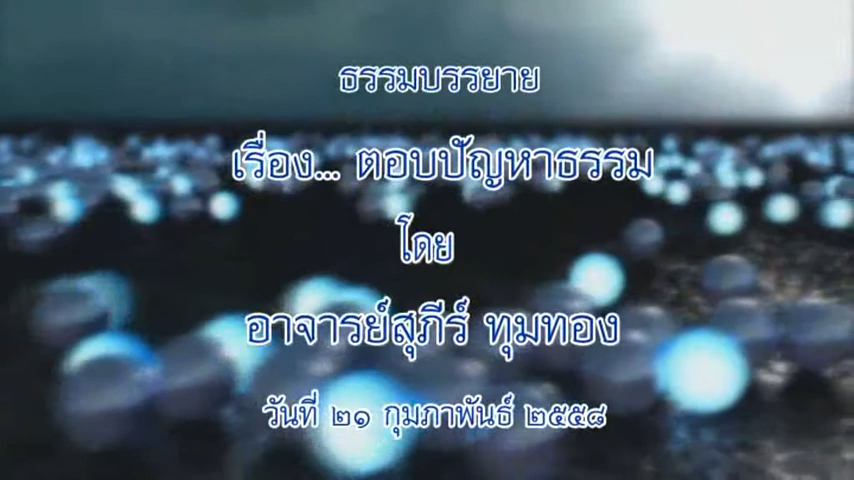 ธรรมบรรยาย
เรื่อง... ตอบปัญหาธรรม
โดย
อาจารย์สุภีร์ ทุมทอง
วันที่ ๒๑ กุมภาพันธ์ ๒๕๕๘